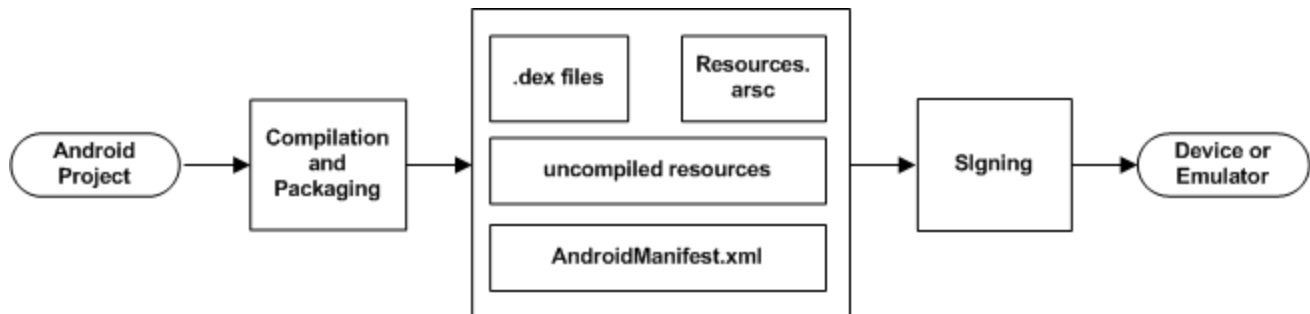 Android
Project
Compilation
and
Packaging
.dex files
Resources.
arsc
uncompiled resources
AndroidManifest.xml
SIgning
Device or
Emulator